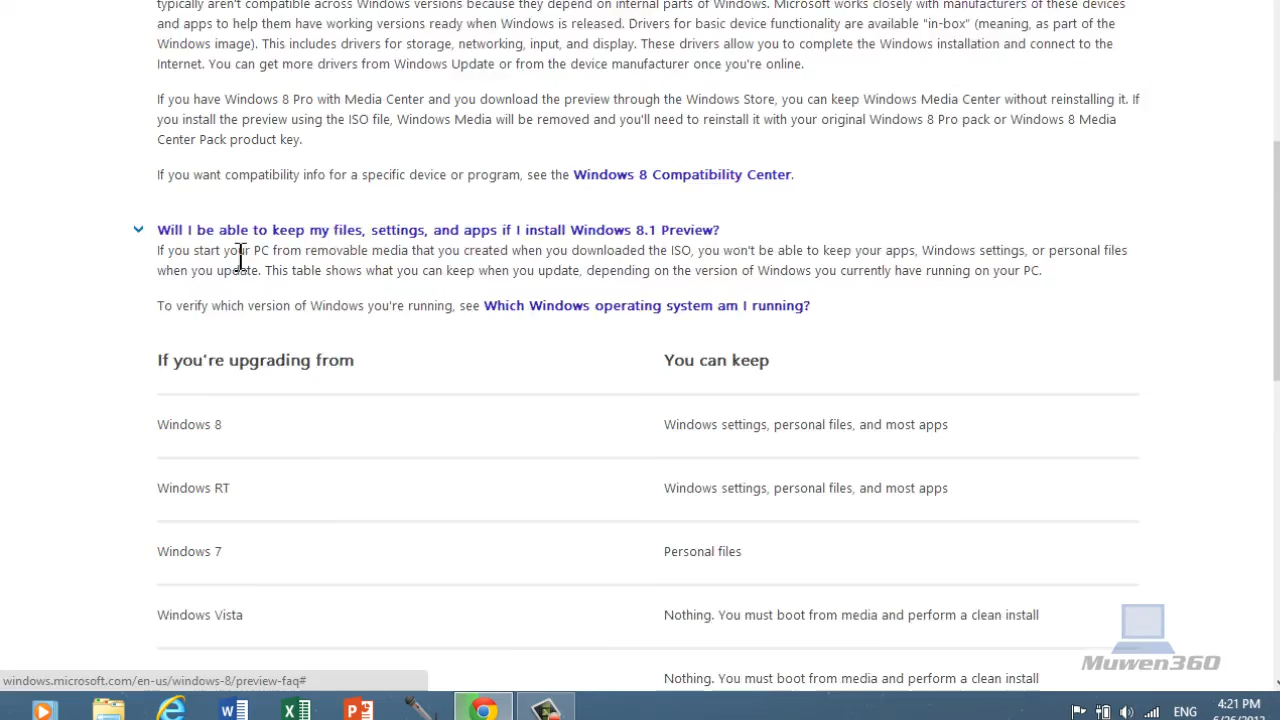 typically aren't compatible across Windows versions because they depend on internal parts of Windows. Microsoft works closely with manufacturers of these devices
and apps to help them have working versions ready when Windows is released. Drivers for basic device functionality are available "in-box" (meaning, as part of the
Windows image). This includes drivers for storage, networking, input, and display. These drivers allow you to complete the Windows installation and connect to the
Internet. You can get more drivers from Windows Update or from the device manufacturer once you're online.
If you have Windows 8 Pro with Media Center and you download the preview through the Windows Store, you can keep Windows Media Center without reinstalling it. If
you install the preview using the ISO file, Windows Media will be removed and you'll need to reinstall it with your original Windows 8 Pro pack or Windows 8 Media
Center Pack product key.
If you want compatibility info for a specific device or program, see the Windows 8 Compatibility Center.
Will I be able to keep my files, settings, and apps if I install Windows 8.1 Preview?
If you start your PC from removable media that you created when you downloaded the ISO, you won't be able to keep your apps, Windows settings, or personal files
when you update. This table shows what you can keep when you update, depending on the version of Windows you currently have running on your PC.
To verify which version of Windows you're running, see Which Windows operating system am I running?
If you're upgrading from You can keep
Windows 8 Windows settings, personal files, and most apps
Windows RT Windows settings, personal files, and most apps
Windows 7 Personal files
Windows Vista Nothing. You must boot from media and perform a clean install
Muwen360
Nothing. You must boot from media and perform a clean install
windows.microsoft.com/en-us/windows-8/preview-faq#
ENG
4:21 PM